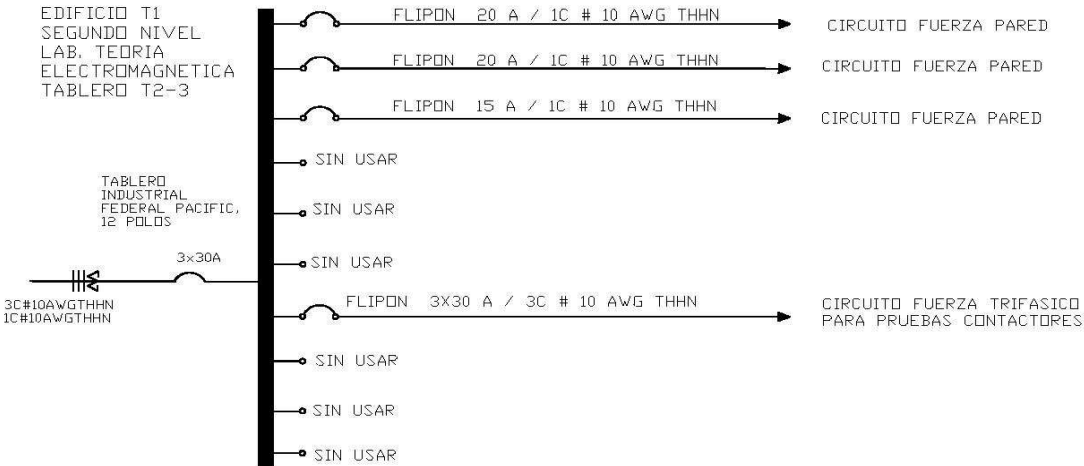 EDIFICIO T1
SEGUNDO NIVEL
LAB. TEORIA
ELECTROMAGNETICA
TABLERO T2-3
FLIPON 20 A / 1C # 10 AWG THHN
CIRCUITO FUERZA PARED
FLIPON 20 A / 1C # 10 AWG THHN
CIRCUITO FUERZA PARED
FLIPON 15 A / 1C # 10 AWG THHN
CIRCUITO FUERZA PARED
SIN USAR
TABLERO
INDUSTRIAL
FEDERAL PACIFIC,
12 POLOS
SIN USAR
SIN USAR
3x30A
3C#10AWGTHHN
1C#10AWGTHHN
FLIPON 3X30 A / 3C # 10 AWG THHN
CIRCUITO FUERZA TRIFASICO
PARA PRUEBAS CONTACTORES
SIN USAR
SIN USAR
SIN USAR